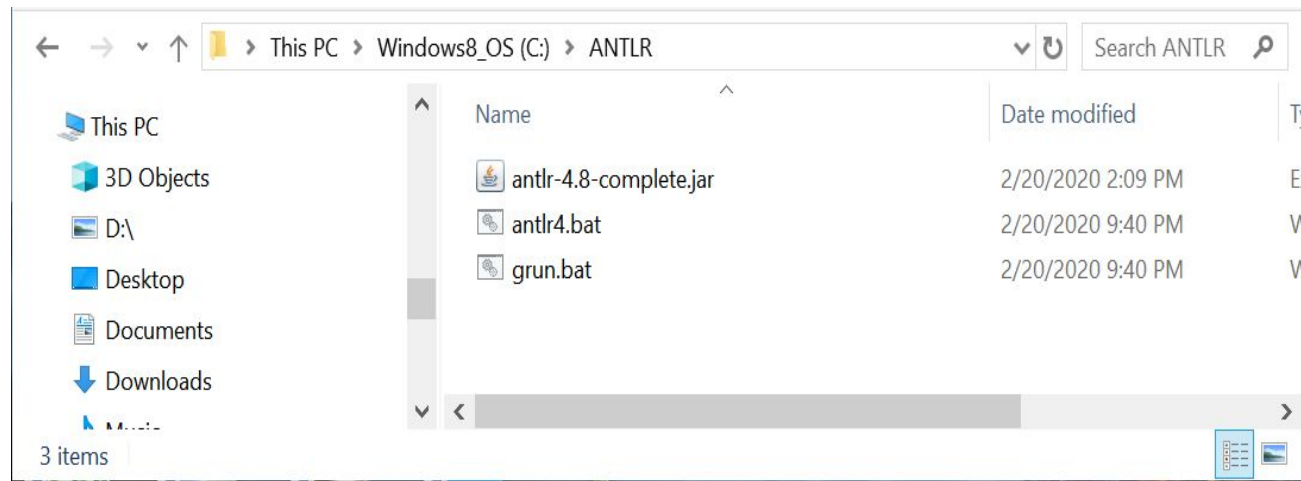 This PC > Windows8_OS (C:) > ANTLR
Search ANTLR
This PC
3D Objects
D:\
Desktop
Documents
Downloads
Name
Date modified
antlr-4.8-complete.jar
2/20/2020 2:09 PM
antlr4.bat
2/20/2020 9:40 PM
grun.bat
2/20/2020 9:40 PM
3 items